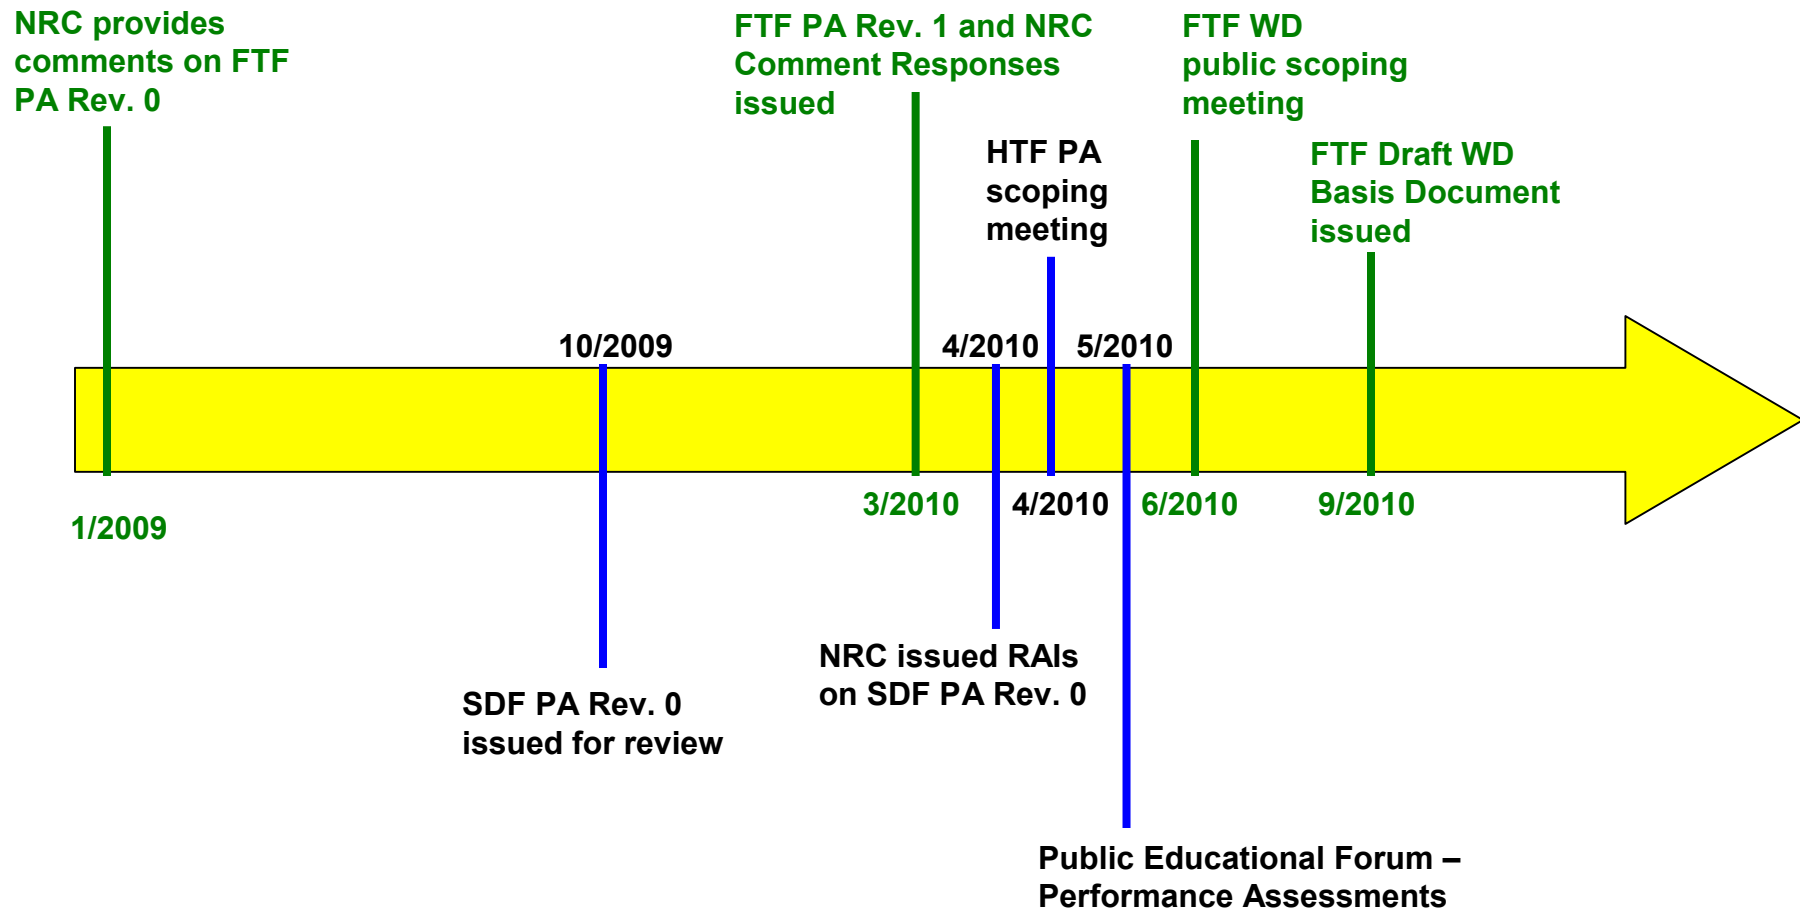 NRC provides
comments on FTF
PA Rev. 0
FTF PA Rev. 1 and NRC
Comment Responses
issued
FTF WD
public scoping
meeting
HTF PA
scoping
meeting
FTF Draft WD
Basis Document
issued
10/2009
4/2010
5/2010
1/2009
3/2010
4/2010
6/2010
9/2010
SDF PA Rev. 0
issued for review
NRC issued RAIs
on SDF PA Rev. 0
Public Educational Forum –
Performance Assessments